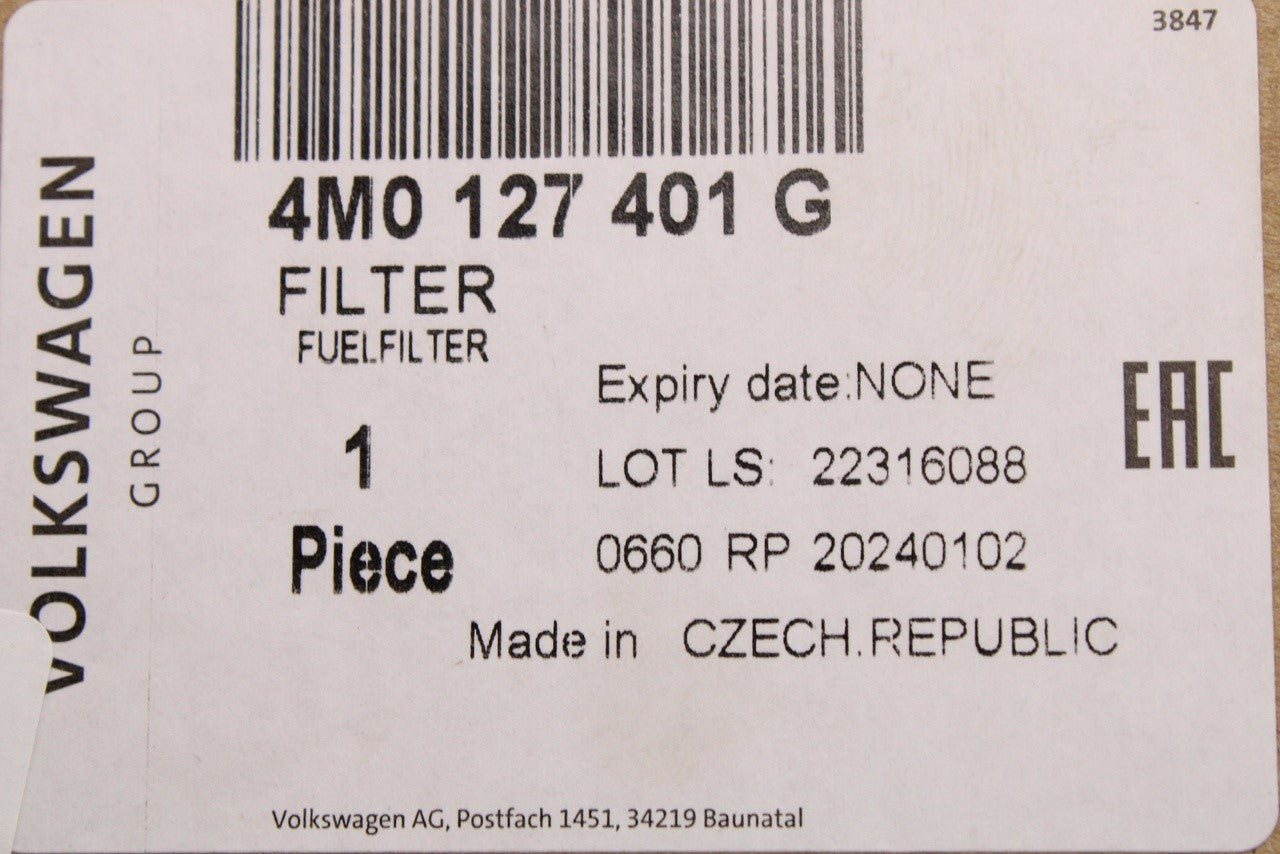 3847
VOLKSWAGEN
GROUP
4M0 127 401 G
FILTER
FUELFILTER
Expiry date:NONE
EAC
1
LOT LS: 22316088
Piece
0660 RP 20240102
Made in CZECH.REPUBLIC
Volkswagen AG, Postfach 1451, 34219 Baunatal